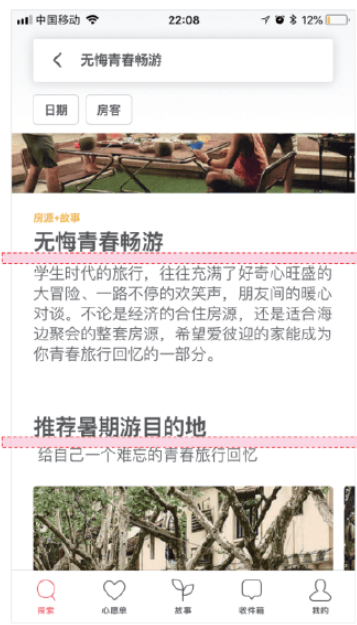 中国移动 22:08 12%
无悔青春畅游
日期 房客
房源+故事
无悔青春畅游
学生时代的旅行，往往充满了好奇心旺盛的
大冒险、一路不停的欢笑声，朋友间的暖心
对谈。不论是经济的合住房源，还是适合海
边聚会的整套房源，希望爱彼迎的家能成为
你青春旅行回忆的一部分。
推荐暑期游目的地
给自己一个难忘的青春旅行回忆
探索 心愿单 故事 收件箱 我的